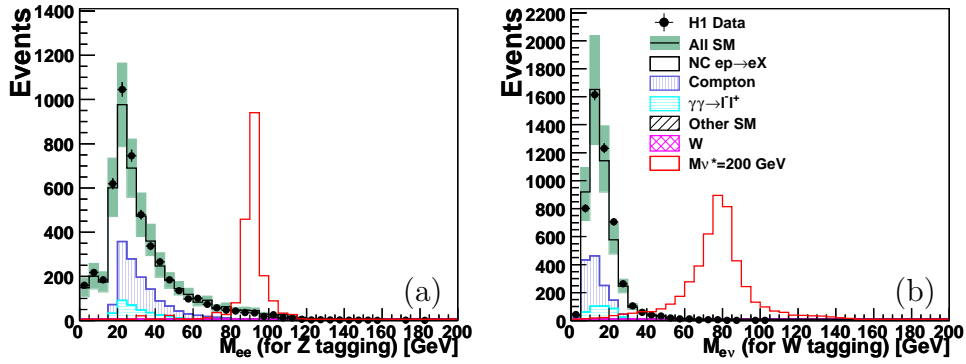 Events
1400
1200
1000
800
600
400
200
0
0 20 40 60 80 100 120 140 160 180 200
M_ee (for Z tagging) [GeV]
(a)
Events
2200
2000
1800
1600
1400
1200
1000
800
600
400
200
0
0 20 40 60 80 100 120 140 160 180 200
M_eν (for W tagging) [GeV]
(b)
H1 Data
All SM
NC ep→eX
Compton
γγ→l⁻l⁺
Other SM
W
Mν*=200 GeV